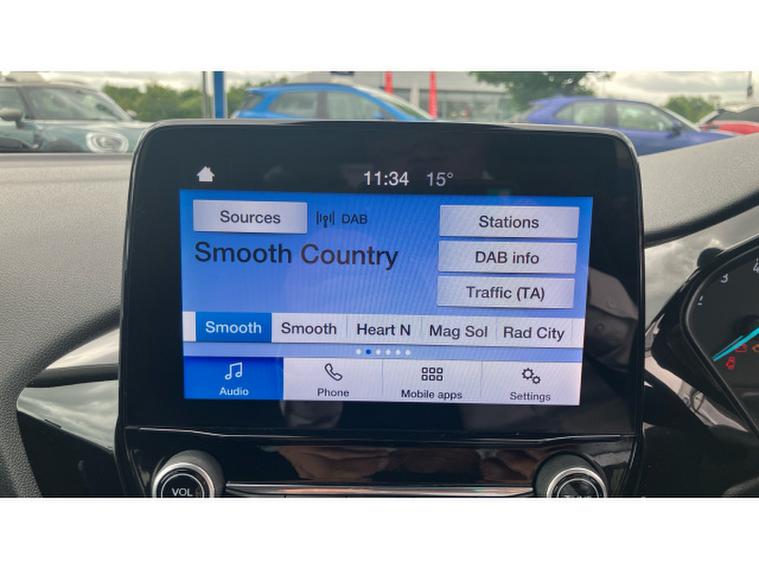 11:34 15°
Sources DAB
Stations
Smooth Country
DAB info
Traffic (TA)
Smooth Smooth Heart N Mag Sol Rad City
Audio Phone Mobile apps Settings
VOL